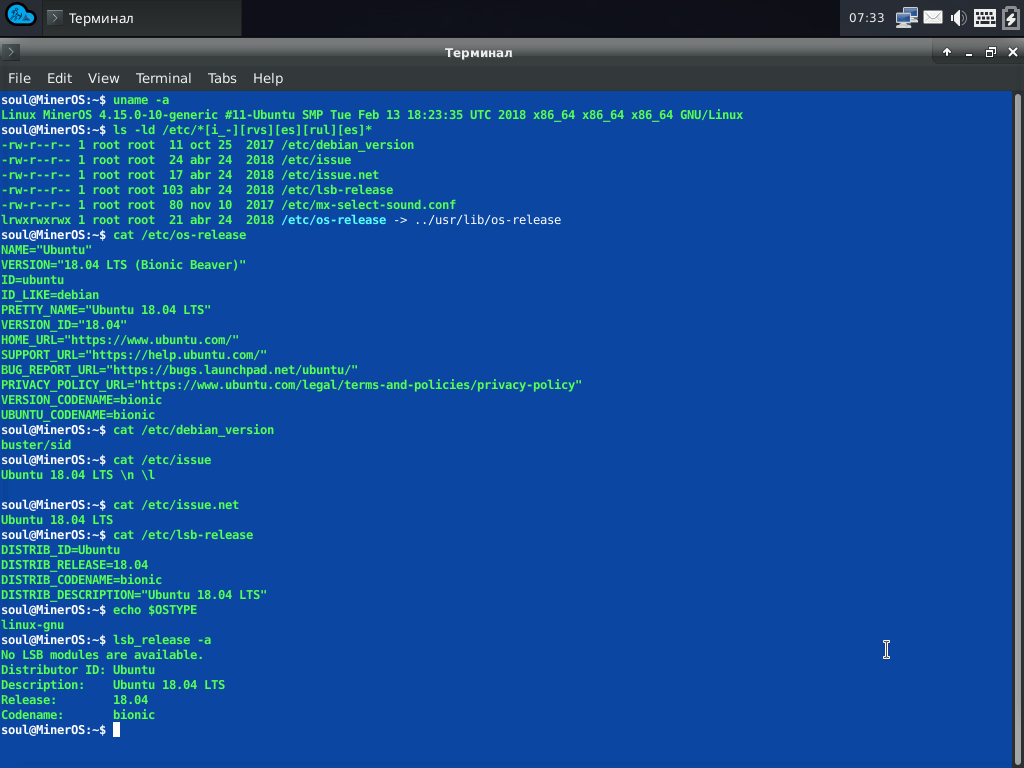 Терминал
07:33
Терминал
File Edit View Terminal Tabs Help
soul@MinerOS:~$ uname -a
Linux MinerOS 4.15.0-10-generic #11-Ubuntu SMP Tue Feb 13 18:23:35 UTC 2018 x86_64 x86_64 x86_64 GNU/Linux
soul@MinerOS:~$ ls -ld /etc/*[i_-][rvs][es][rul][es]*
-rw-r--r-- 1 root root  11 oct 25  2017 /etc/debian_version
-rw-r--r-- 1 root root  24 abr 24  2018 /etc/issue
-rw-r--r-- 1 root root  17 abr 24  2018 /etc/issue.net
-rw-r--r-- 1 root root 103 abr 24  2018 /etc/lsb-release
-rw-r--r-- 1 root root  80 nov 10  2017 /etc/mx-select-sound.conf
lrwxrwxrwx 1 root root  21 abr 24  2018 /etc/os-release -> ../usr/lib/os-release
soul@MinerOS:~$ cat /etc/os-release
NAME="Ubuntu"
VERSION="18.04 LTS (Bionic Beaver)"
ID=ubuntu
ID_LIKE=debian
PRETTY_NAME="Ubuntu 18.04 LTS"
VERSION_ID="18.04"
HOME_URL="https://www.ubuntu.com/"
SUPPORT_URL="https://help.ubuntu.com/"
BUG_REPORT_URL="https://bugs.launchpad.net/ubuntu/"
PRIVACY_POLICY_URL="https://www.ubuntu.com/legal/terms-and-policies/privacy-policy"
VERSION_CODENAME=bionic
UBUNTU_CODENAME=bionic
soul@MinerOS:~$ cat /etc/debian_version
buster/sid
soul@MinerOS:~$ cat /etc/issue
Ubuntu 18.04 LTS \n \l
soul@MinerOS:~$ cat /etc/issue.net
Ubuntu 18.04 LTS
soul@MinerOS:~$ cat /etc/lsb-release
DISTRIB_ID=Ubuntu
DISTRIB_RELEASE=18.04
DISTRIB_CODENAME=bionic
DISTRIB_DESCRIPTION="Ubuntu 18.04 LTS"
soul@MinerOS:~$ echo $OSTYPE
linux-gnu
soul@MinerOS:~$ lsb_release -a
No LSB modules are available.
Distributor ID: Ubuntu
Description:    Ubuntu 18.04 LTS
Release:        18.04
Codename:       bionic
soul@MinerOS:~$